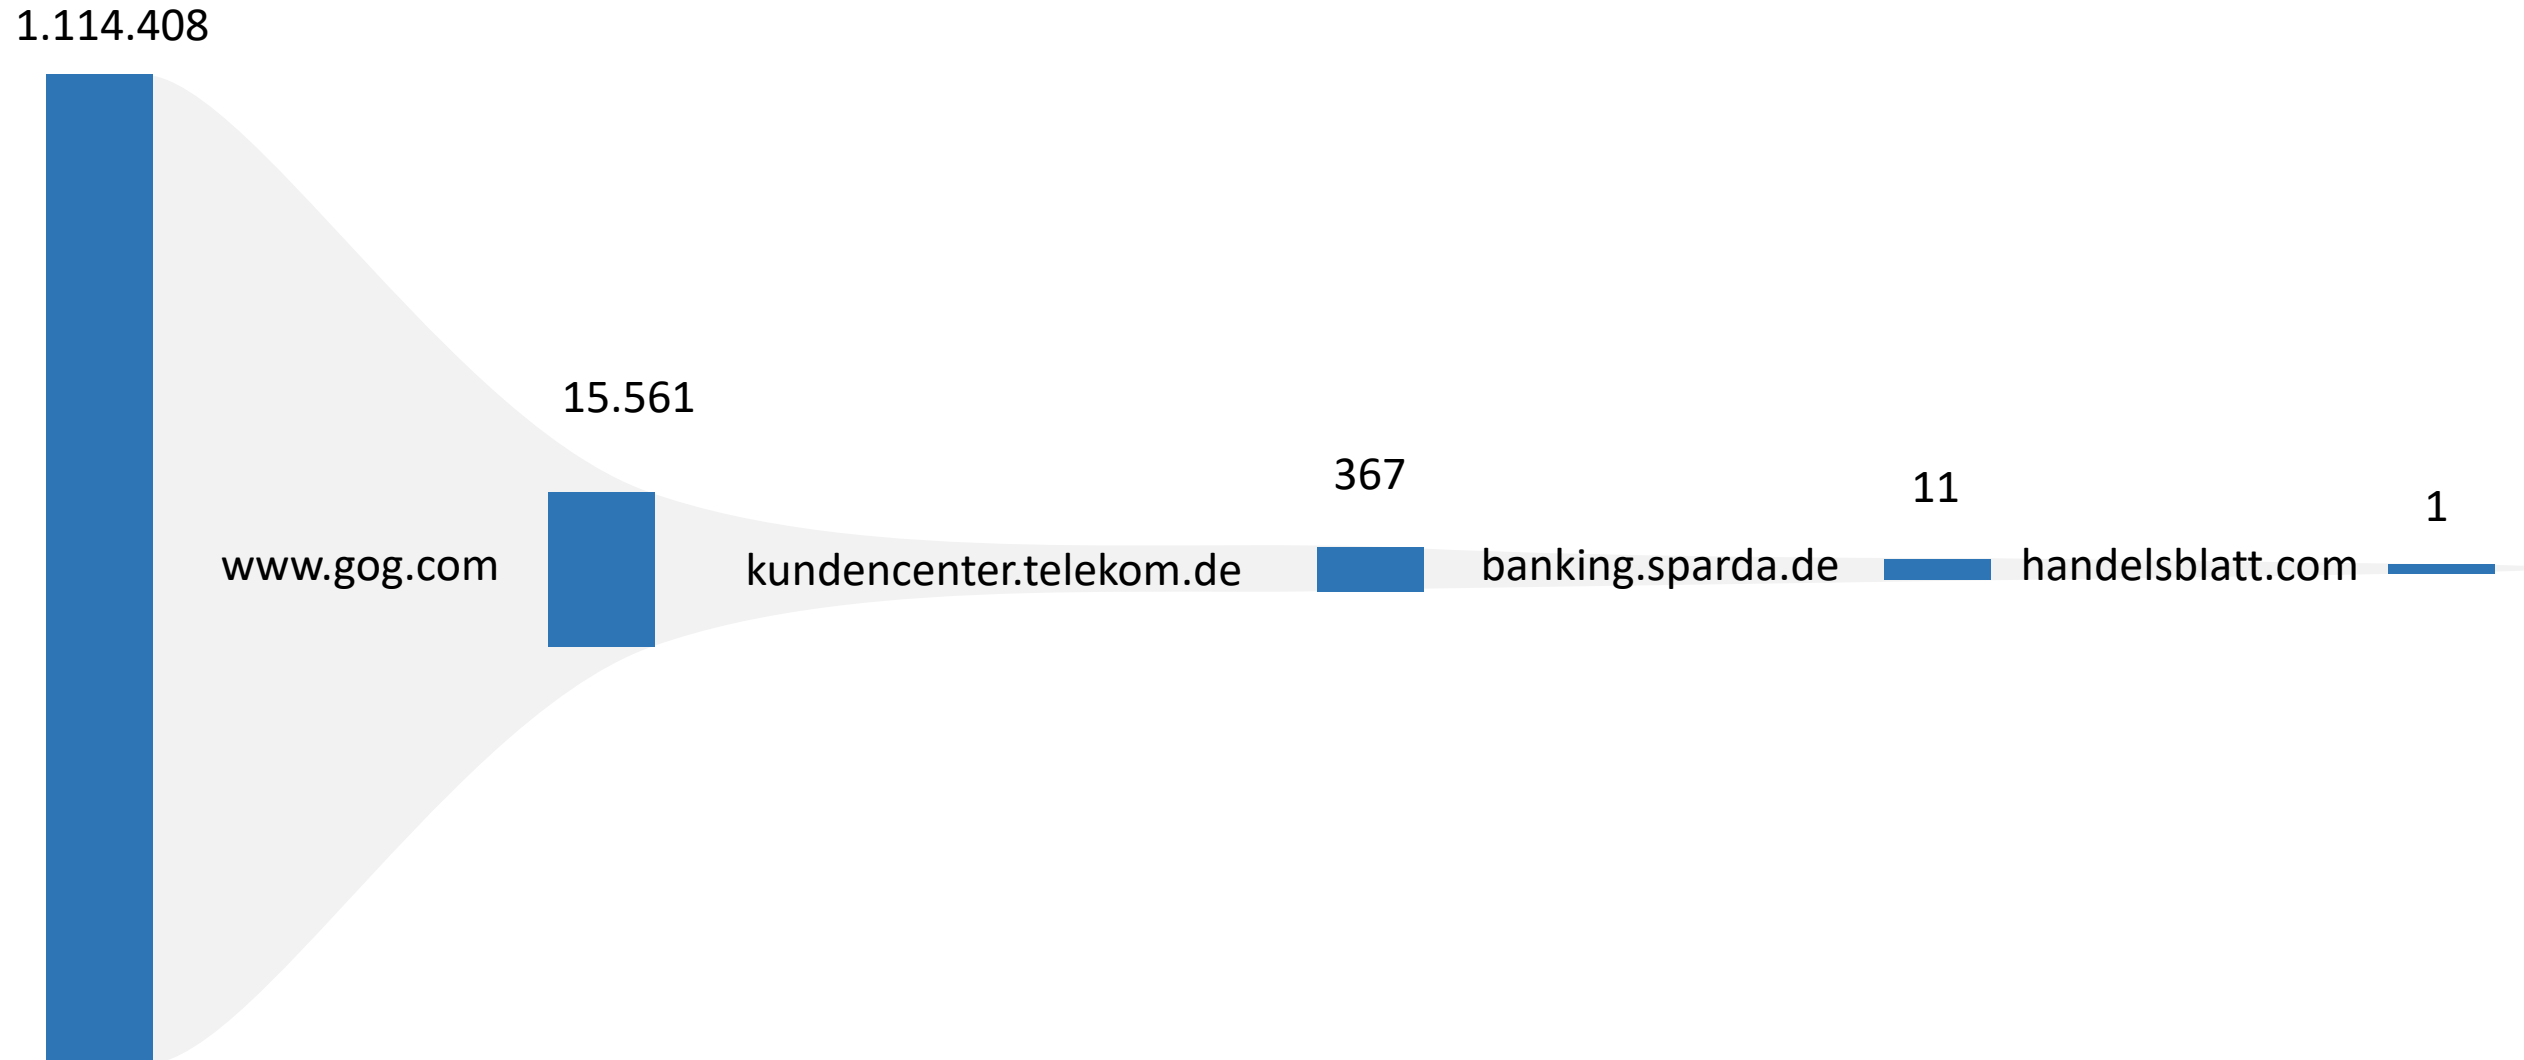 1.114.408
www.gog.com
15.561
kundencenter.telekom.de
367
banking.sparda.de
11
handelsblatt.com
1